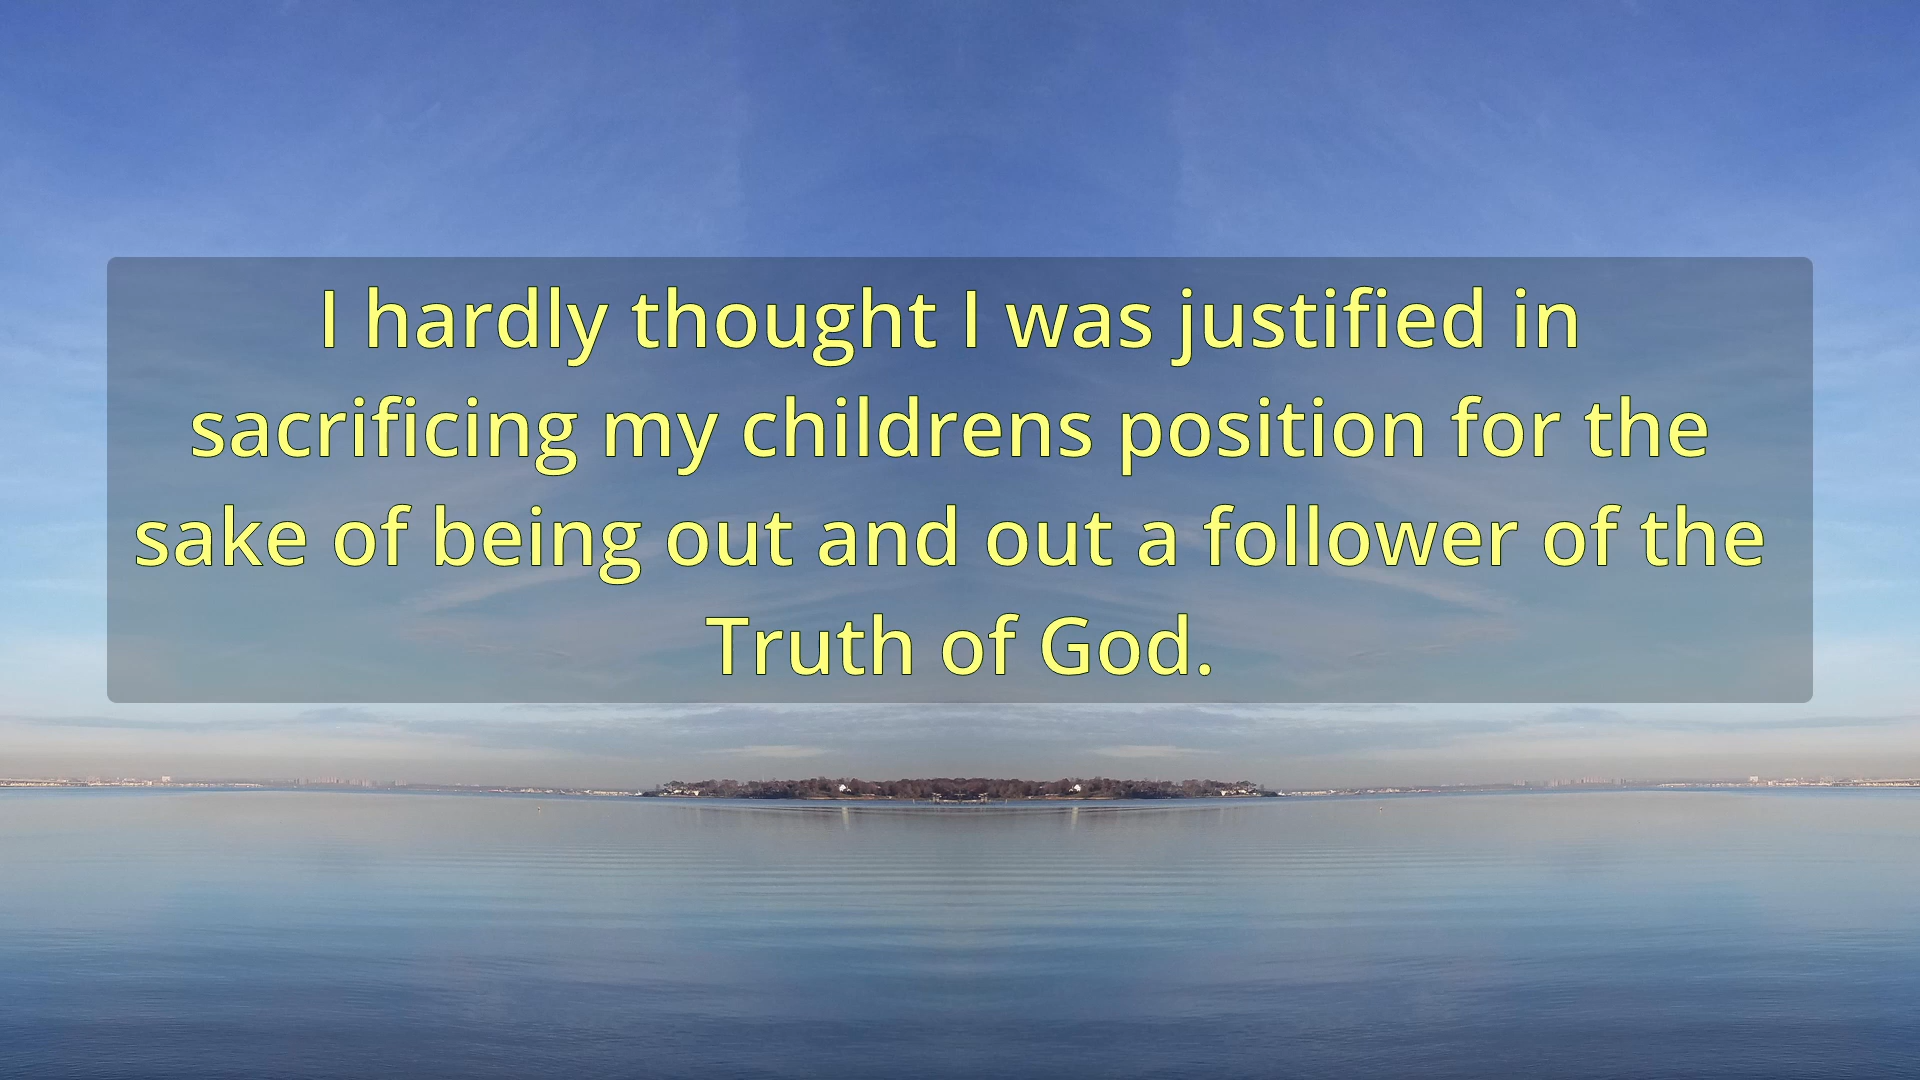 I hardly thought I was justified in
sacrificing my childrens position for the
sake of being out and out a follower of the
Truth of God.